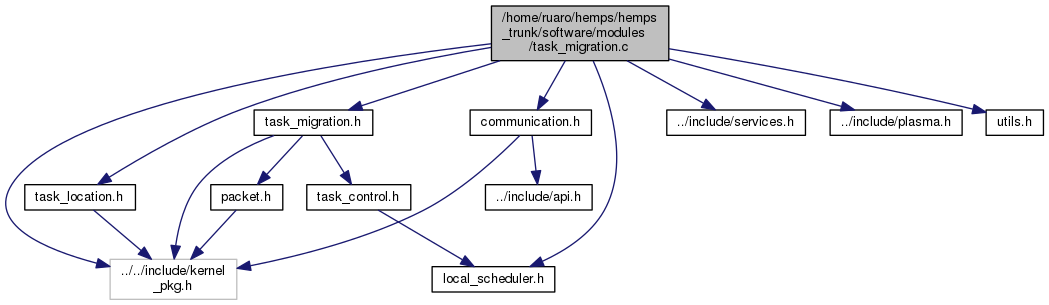 /home/ruaro/hemps/hemps
_trunk/software/modules
/task_migration.c
task_migration.h
communication.h
../include/services.h
../include/plasma.h
utils.h
task_location.h
packet.h
task_control.h
../include/api.h
../../include/kernel
_pkg.h
local_scheduler.h